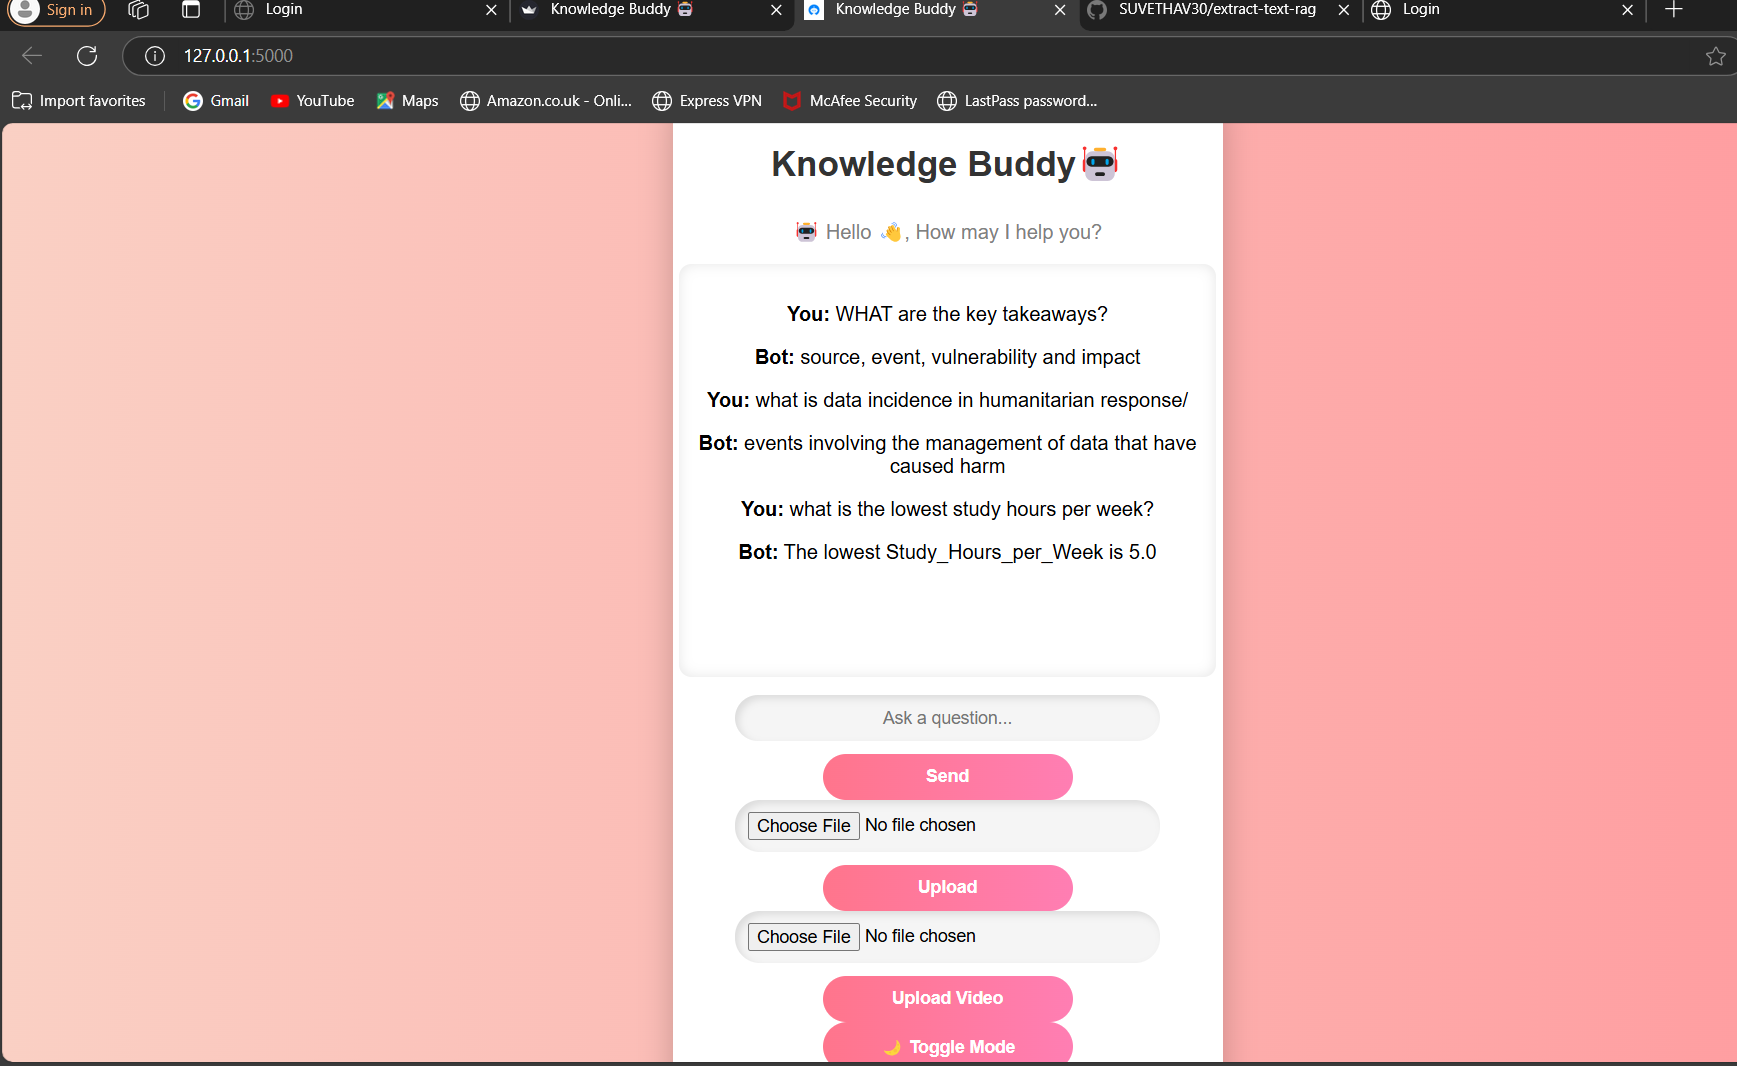 Sign in
Login
Knowledge Buddy
Knowledge Buddy
SUVETHAV30/extract-text-rag
Login
127.0.0.1:5000
Import favorites
Gmail
YouTube
Maps
Amazon.co.uk - Onli...
Express VPN
McAfee Security
LastPass password...
Knowledge Buddy
Hello 👋, How may I help you?
You: WHAT are the key takeaways?
Bot: source, event, vulnerability and impact
You: what is data incidence in humanitarian response/
Bot: events involving the management of data that have
caused harm
You: what is the lowest study hours per week?
Bot: The lowest Study_Hours_per_Week is 5.0
Ask a question...
Send
Choose File No file chosen
Upload
Choose File No file chosen
Upload Video
🌙 Toggle Mode